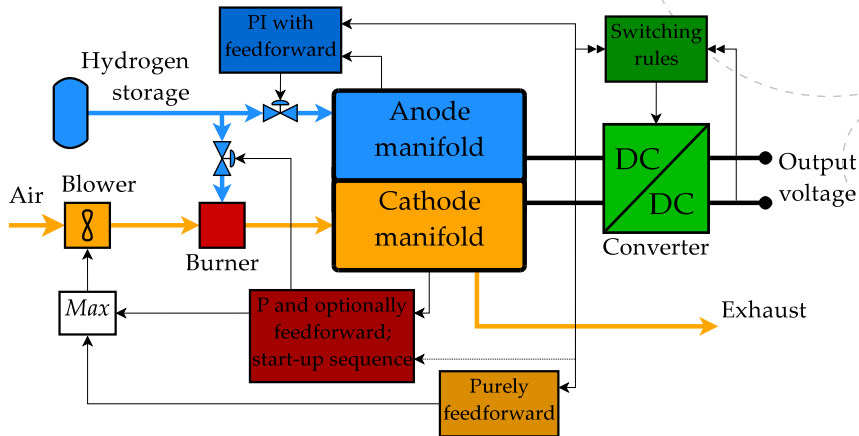 PI with
feedforward
Switching
rules
Hydrogen
storage
Anode
manifold
DC
DC
Output
voltage
Air
Blower
Cathode
manifold
Burner
Converter
Max
P and optionally
feedforward;
start-up sequence
Exhaust
Purely
feedforward